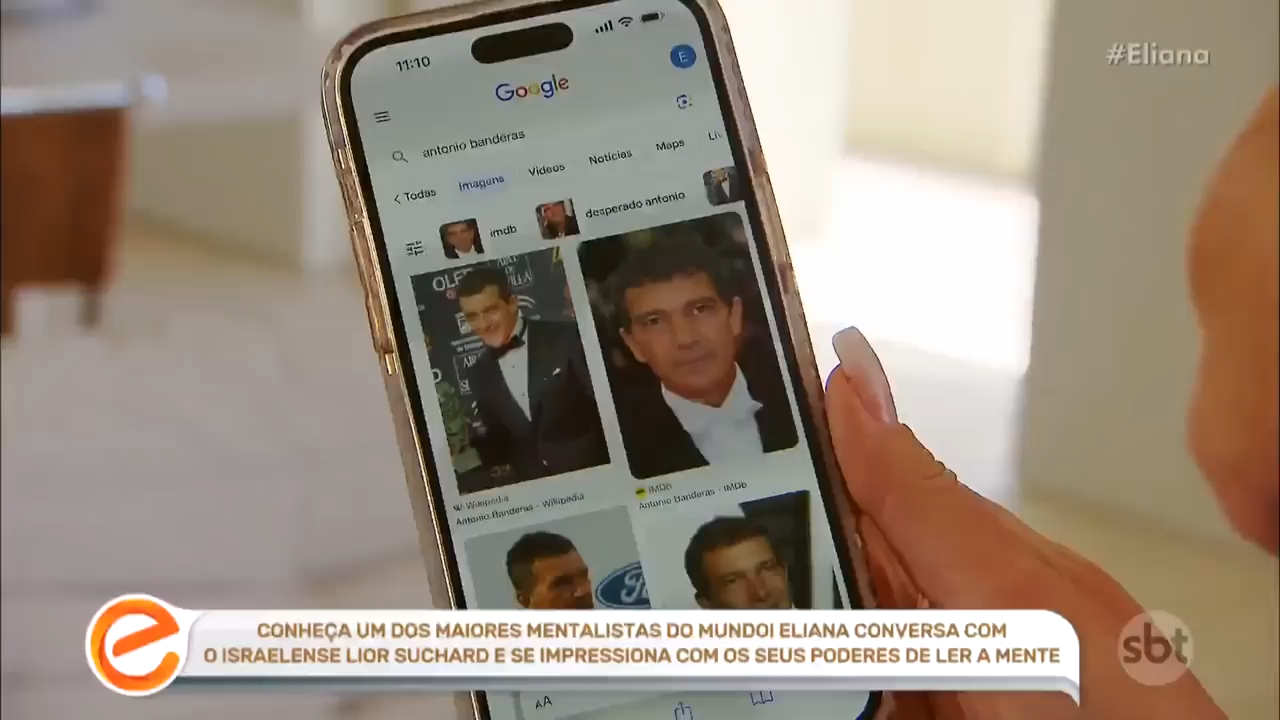 #Eliana
11:10
Google
E
antonio banderas
Todas Imagens Vídeos Notícias Maps
imdb desperado antonio
Wikipedia
Antonio Banderas - Wikipedia
IMDb
Antonio Banderas - IMDb
Ford
CONHEÇA UM DOS MAIORES MENTALISTAS DO MUNDO! ELIANA CONVERSA COM
O ISRAELENSE LIOR SUCHARD E SE IMPRESSIONA COM OS SEUS PODERES DE LER A MENTE
e
sbt
AA